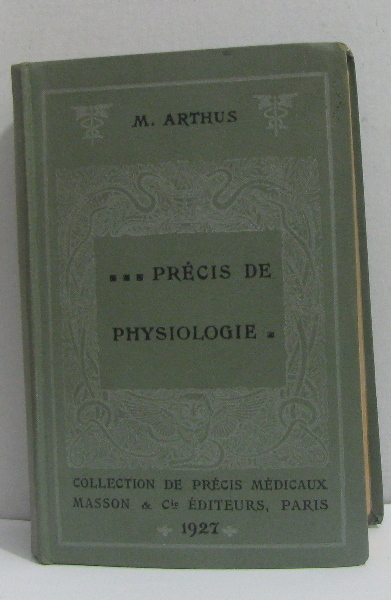 M. ARTHUS
▪▪▪ PRÉCIS DE
PHYSIOLOGIE ▪
COLLECTION DE PRÉCIS MÉDICAUX
MASSON & Cie ÉDITEURS, PARIS
1927